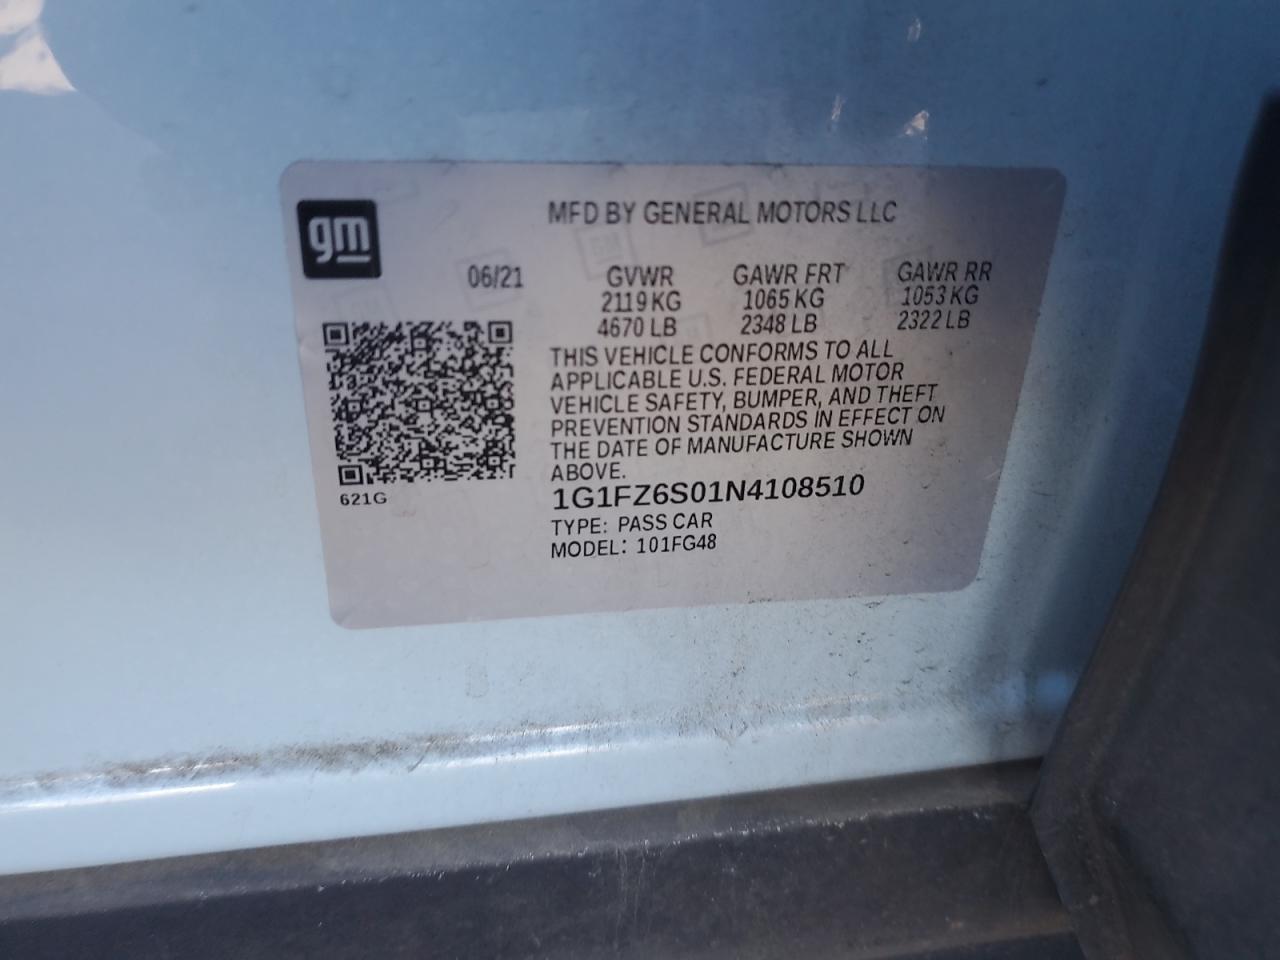 gm
MFD BY GENERAL MOTORS LLC
06/21 GVWR GAWR FRT GAWR RR
2119 KG 1065 KG 1053 KG
4670 LB 2348 LB 2322 LB
THIS VEHICLE CONFORMS TO ALL
APPLICABLE U.S. FEDERAL MOTOR
VEHICLE SAFETY, BUMPER, AND THEFT
PREVENTION STANDARDS IN EFFECT ON
THE DATE OF MANUFACTURE SHOWN
ABOVE.
621G
1G1FZ6S01N4108510
TYPE: PASS CAR
MODEL: 101FG48